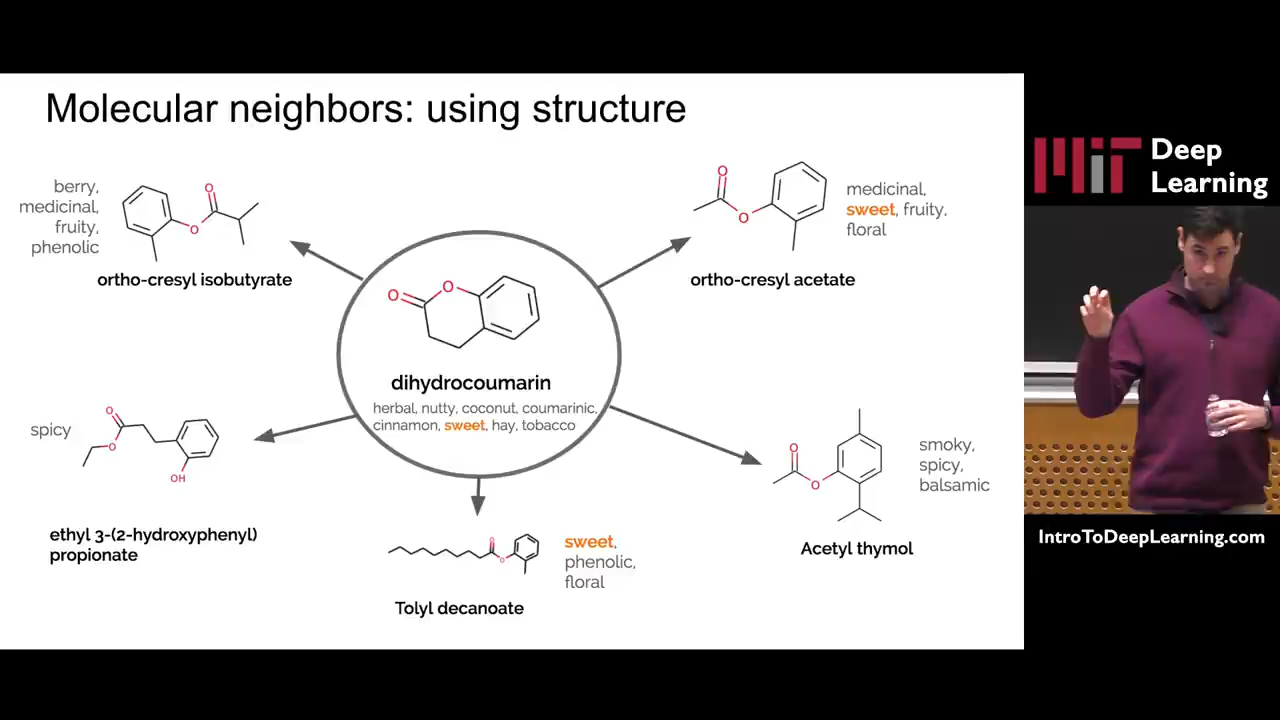 Molecular neighbors: using structure
berry,
medicinal,
fruity,
phenolic
O
O
ortho-cresyl isobutyrate
O
O
medicinal,
sweet, fruity,
floral
ortho-cresyl acetate
O
O
dihydrocoumarin
herbal, nutty, coconut, coumarinic,
cinnamon, sweet, hay, tobacco
spicy
O
O
OH
ethyl 3-(2-hydroxyphenyl)
propionate
O
O
sweet,
phenolic,
floral
Tolyl decanoate
O
O
smoky,
spicy,
balsamic
Acetyl thymol
MIT Deep
Learning
IntroToDeepLearning.com